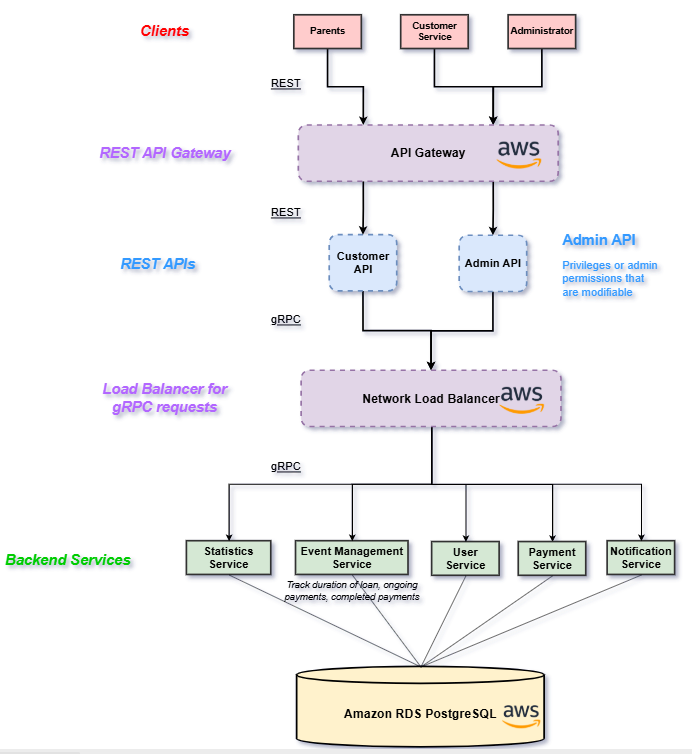 Clients
Parents
Customer
Service
Administrator
REST
REST API Gateway
API Gateway
aws
REST
REST APIs
Customer
API
Admin API
Admin API
Privileges or admin
permissions that
are modifiable
gRPC
Load Balancer for
gRPC requests
Network Load Balancer
aws
gRPC
Backend Services
Statistics
Service
Event Management
Service
User
Service
Payment
Service
Notification
Service
Track duration of loan, ongoing
payments, completed payments
Amazon RDS PostgreSQL
aws